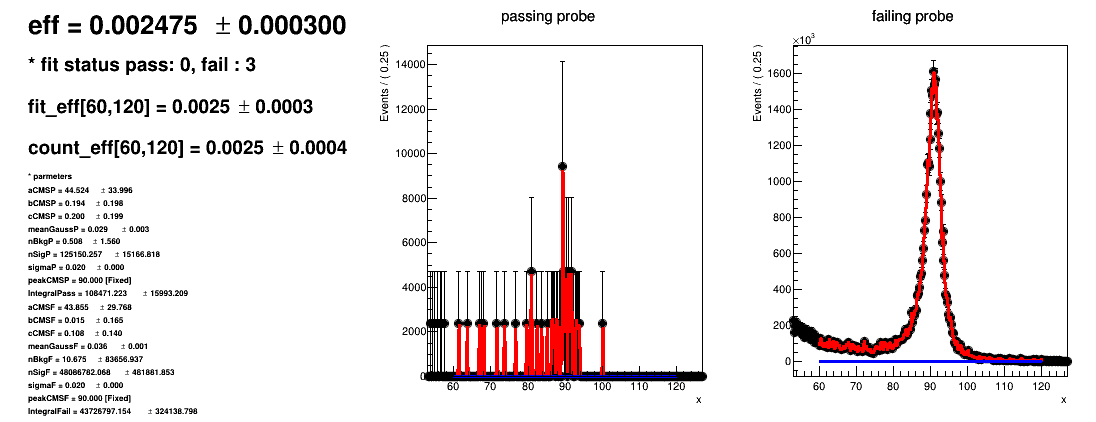 eff = 0.002475 ± 0.000300
* fit status pass: 0, fail : 3
fit_eff[60,120] = 0.0025 ± 0.0003
count_eff[60,120] = 0.0025 ± 0.0004
* parmeters
aCMSP = 44.524 ± 33.996
bCMSP = 0.194 ± 0.198
cCMSP = 0.200 ± 0.199
meanGaussP = 0.029 ± 0.003
nBkgP = 0.508 ± 1.560
nSigP = 125150.257 ± 15166.818
sigmaP = 0.020 ± 0.000
peakCMSP = 90.000 [Fixed]
IntegralPass = 108471.223 ± 15993.209
aCMSF = 43.855 ± 29.768
bCMSF = 0.015 ± 0.165
cCMSF = 0.108 ± 0.140
meanGaussF = 0.036 ± 0.001
nBkgF = 10.675 ± 83656.937
nSigF = 48086782.068 ± 481881.853
sigmaF = 0.020 ± 0.000
peakCMSF = 90.000 [Fixed]
IntegralFail = 43726797.154 ± 324138.798
passing probe
Events / ( 0.25 )
14000
12000
10000
8000
6000
4000
2000
0
60 70 80 90 100 110 120
x
failing probe
×10³
Events / ( 0.25 )
1600
1400
1200
1000
800
600
400
200
0
60 70 80 90 100 110 120
x